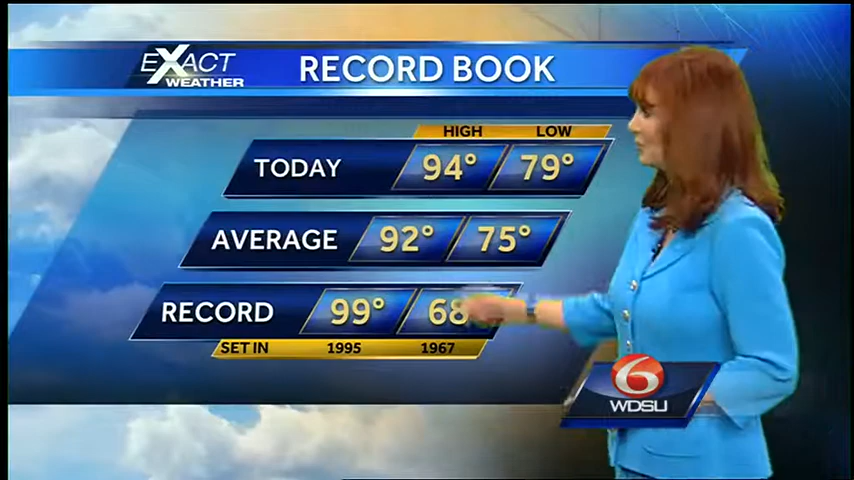 EXACT
WEATHER
RECORD BOOK
HIGH LOW
TODAY 94° 79°
AVERAGE 92° 75°
RECORD 99° 68
SET IN 1995 1967
6
WDSU